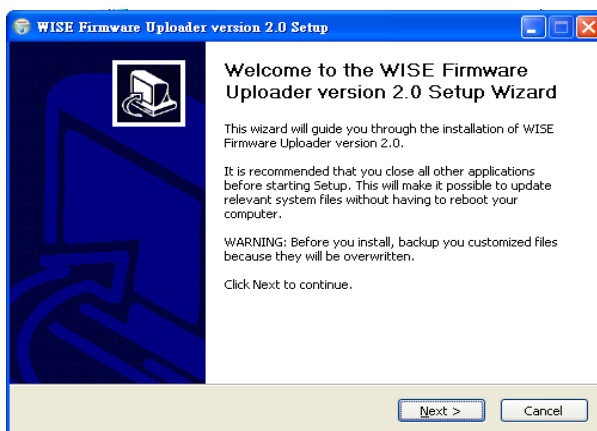 WISE Firmware Uploader version 2.0 Setup
Welcome to the WISE Firmware
Uploader version 2.0 Setup Wizard
This wizard will guide you through the installation of WISE
Firmware Uploader version 2.0.
It is recommended that you close all other applications
before starting Setup. This will make it possible to update
relevant system files without having to reboot your
computer.
WARNING: Before you install, backup you customized files
because they will be overwritten.
Click Next to continue.
Next >
Cancel